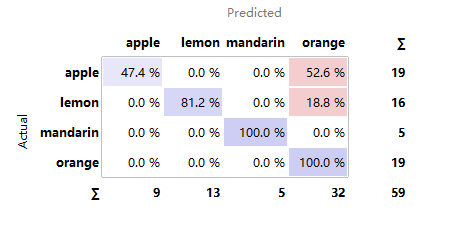 Predicted
apple lemon mandarin orange ∑
Actual
apple 47.4 % 0.0 % 0.0 % 52.6 % 19
lemon 0.0 % 81.2 % 0.0 % 18.8 % 16
mandarin 0.0 % 0.0 % 100.0 % 0.0 % 5
orange 0.0 % 0.0 % 0.0 % 100.0 % 19
∑ 9 13 5 32 59